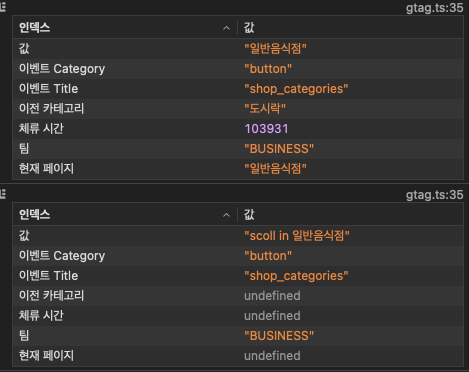 gtag.ts:35
인덱스 값
값 "일반음식점"
이벤트 Category "button"
이벤트 Title "shop_categories"
이전 카테고리 "도시락"
체류 시간 103931
팀 "BUSINESS"
현재 페이지 "일반음식점"
gtag.ts:35
인덱스 값
값 "scoll in 일반음식점"
이벤트 Category "button"
이벤트 Title "shop_categories"
이전 카테고리 undefined
체류 시간 undefined
팀 "BUSINESS"
현재 페이지 undefined